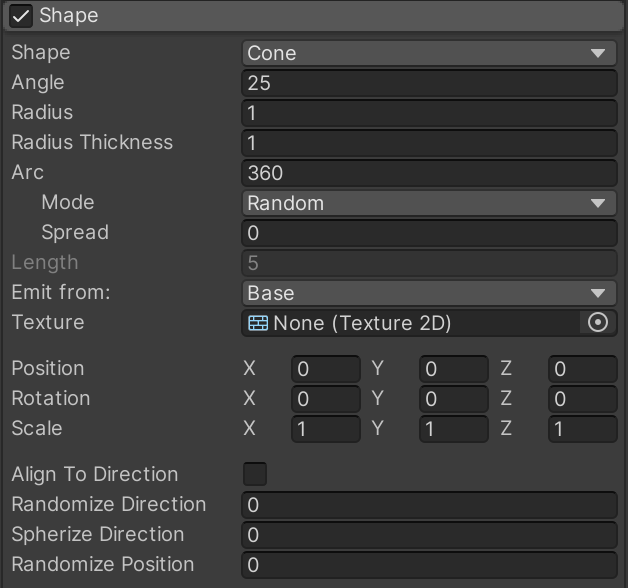 Shape
Shape Cone
Angle 25
Radius 1
Radius Thickness 1
Arc 360
Mode Random
Spread 0
Length 5
Emit from: Base
Texture None (Texture 2D)
Position X 0 Y 0 Z 0
Rotation X 0 Y 0 Z 0
Scale X 1 Y 1 Z 1
Align To Direction
Randomize Direction 0
Spherize Direction 0
Randomize Position 0